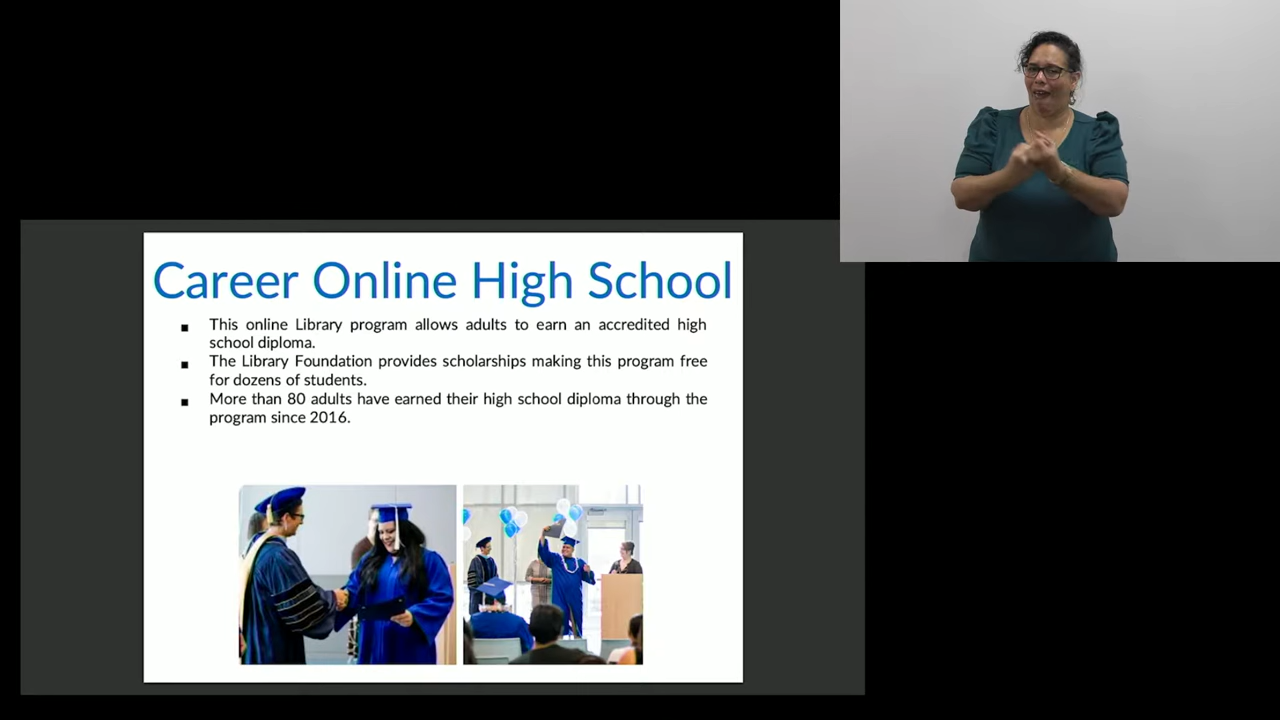 Career Online High School
▪ This online Library program allows adults to earn an accredited high
school diploma.
▪ The Library Foundation provides scholarships making this program free
for dozens of students.
▪ More than 80 adults have earned their high school diploma through the
program since 2016.